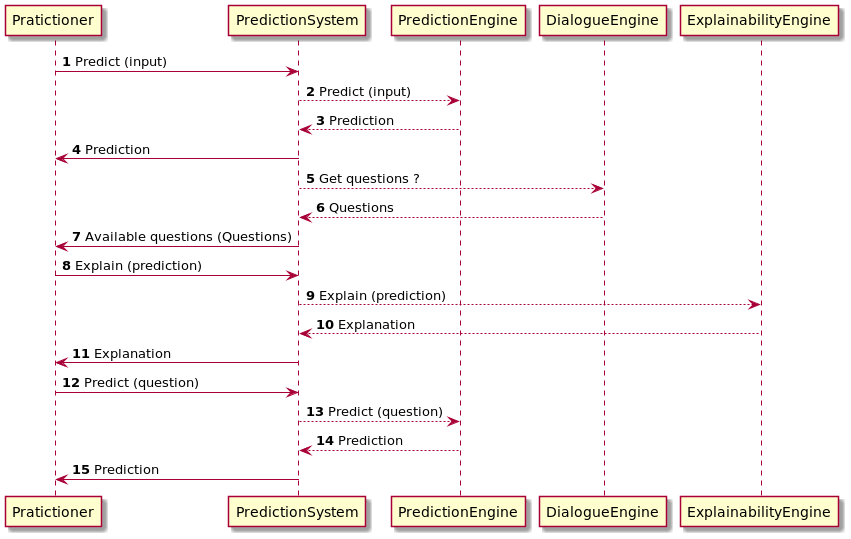 Pratictioner PredictionSystem PredictionEngine DialogueEngine ExplainabilityEngine
1 Predict (input)
2 Predict (input)
3 Prediction
4 Prediction
5 Get questions ?
6 Questions
7 Available questions (Questions)
8 Explain (prediction)
9 Explain (prediction)
10 Explanation
11 Explanation
12 Predict (question)
13 Predict (question)
14 Prediction
15 Prediction
Pratictioner PredictionSystem PredictionEngine DialogueEngine ExplainabilityEngine